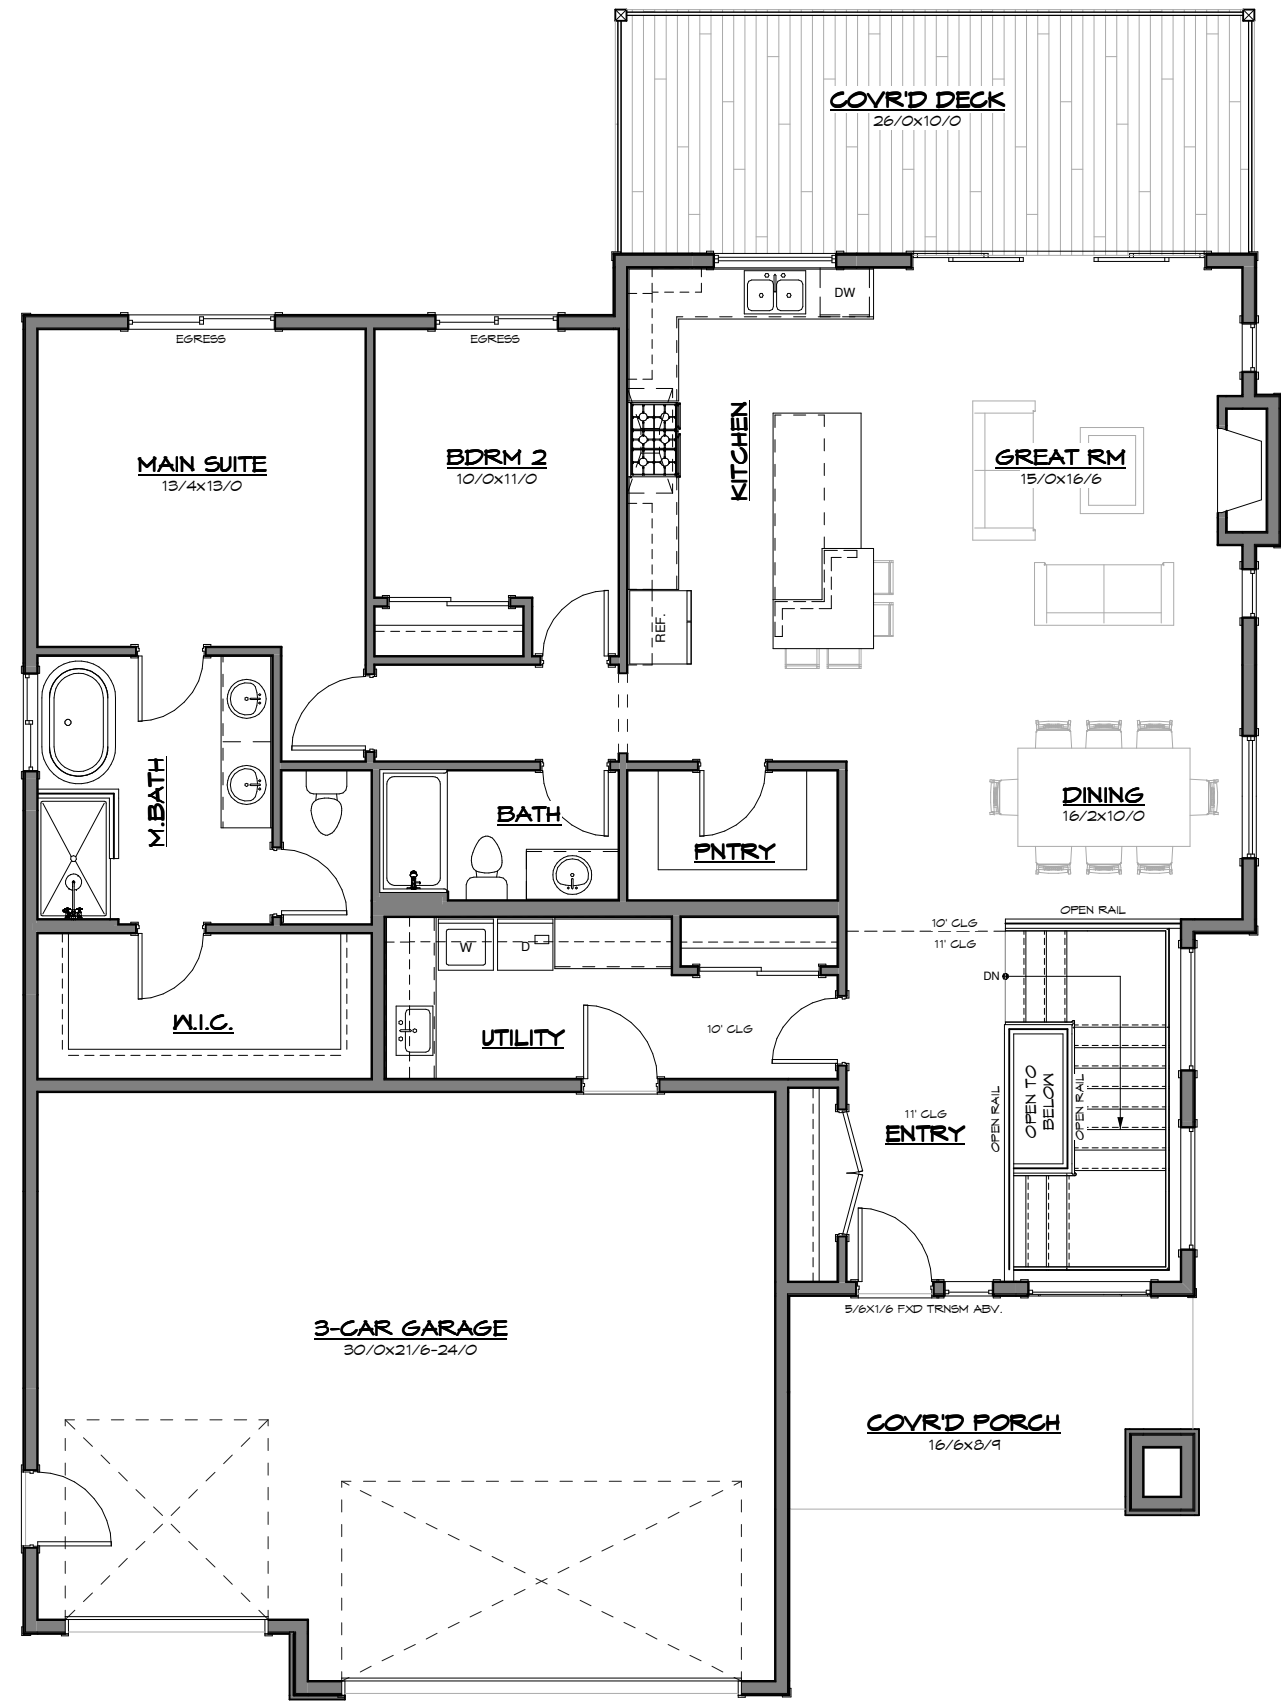 COVR'D DECK
26/0x10/0
DW
EGRESS
EGRESS
MAIN SUITE
13/4x13/0
BDRM 2
10/0x11/0
KITCHEN
GREAT RM
15/0x16/6
REF.
M.BATH
BATH
PNTRY
DINING
16/2x10/0
OPEN RAIL
10' CLG
11' CLG
W
D
DN
W.I.C.
UTILITY
10' CLG
OPEN TO
BELOW
OPEN RAIL
OPEN RAIL
11' CLG
ENTRY
5/6X1/6 FXD TRNSM ABV.
3-CAR GARAGE
30/0x21/6-24/0
COVR'D PORCH
16/6x8/9